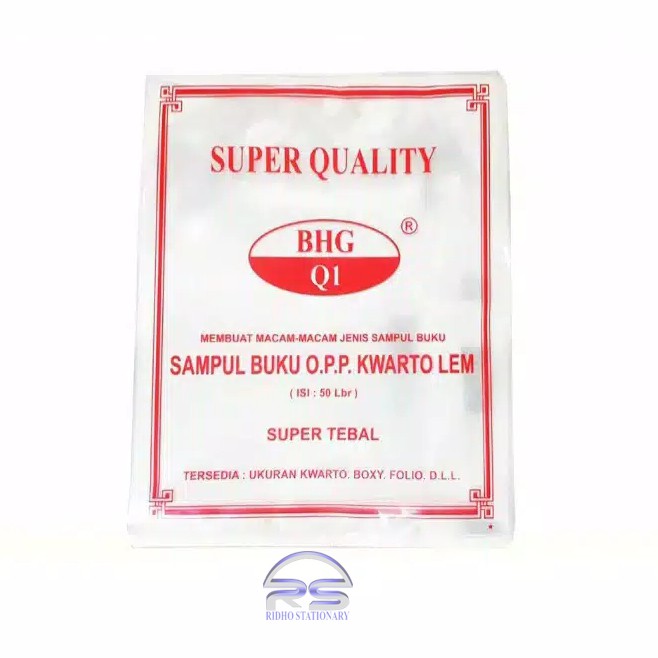 SUPER QUALITY
®
BHG
Q1
MEMBUAT MACAM-MACAM JENIS SAMPUL BUKU
SAMPUL BUKU O.P.P. KWARTO LEM
( ISI : 50 Lbr )
SUPER TEBAL
TERSEDIA : UKURAN KWARTO. BOXY. FOLIO. D.L.L.
RS
RIDHO STATIONARY